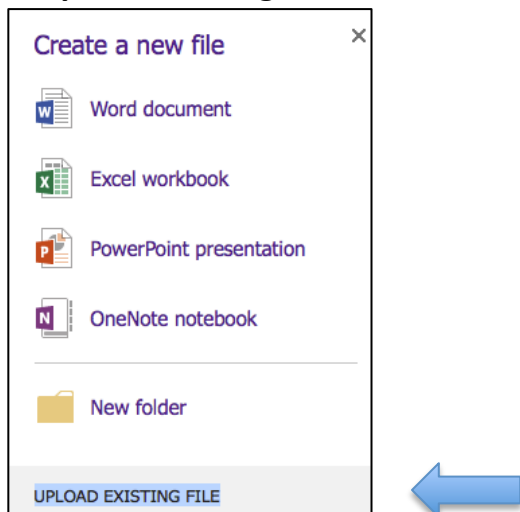 Create a new file
Word document
Excel workbook
PowerPoint presentation
OneNote notebook
New folder
UPLOAD EXISTING FILE